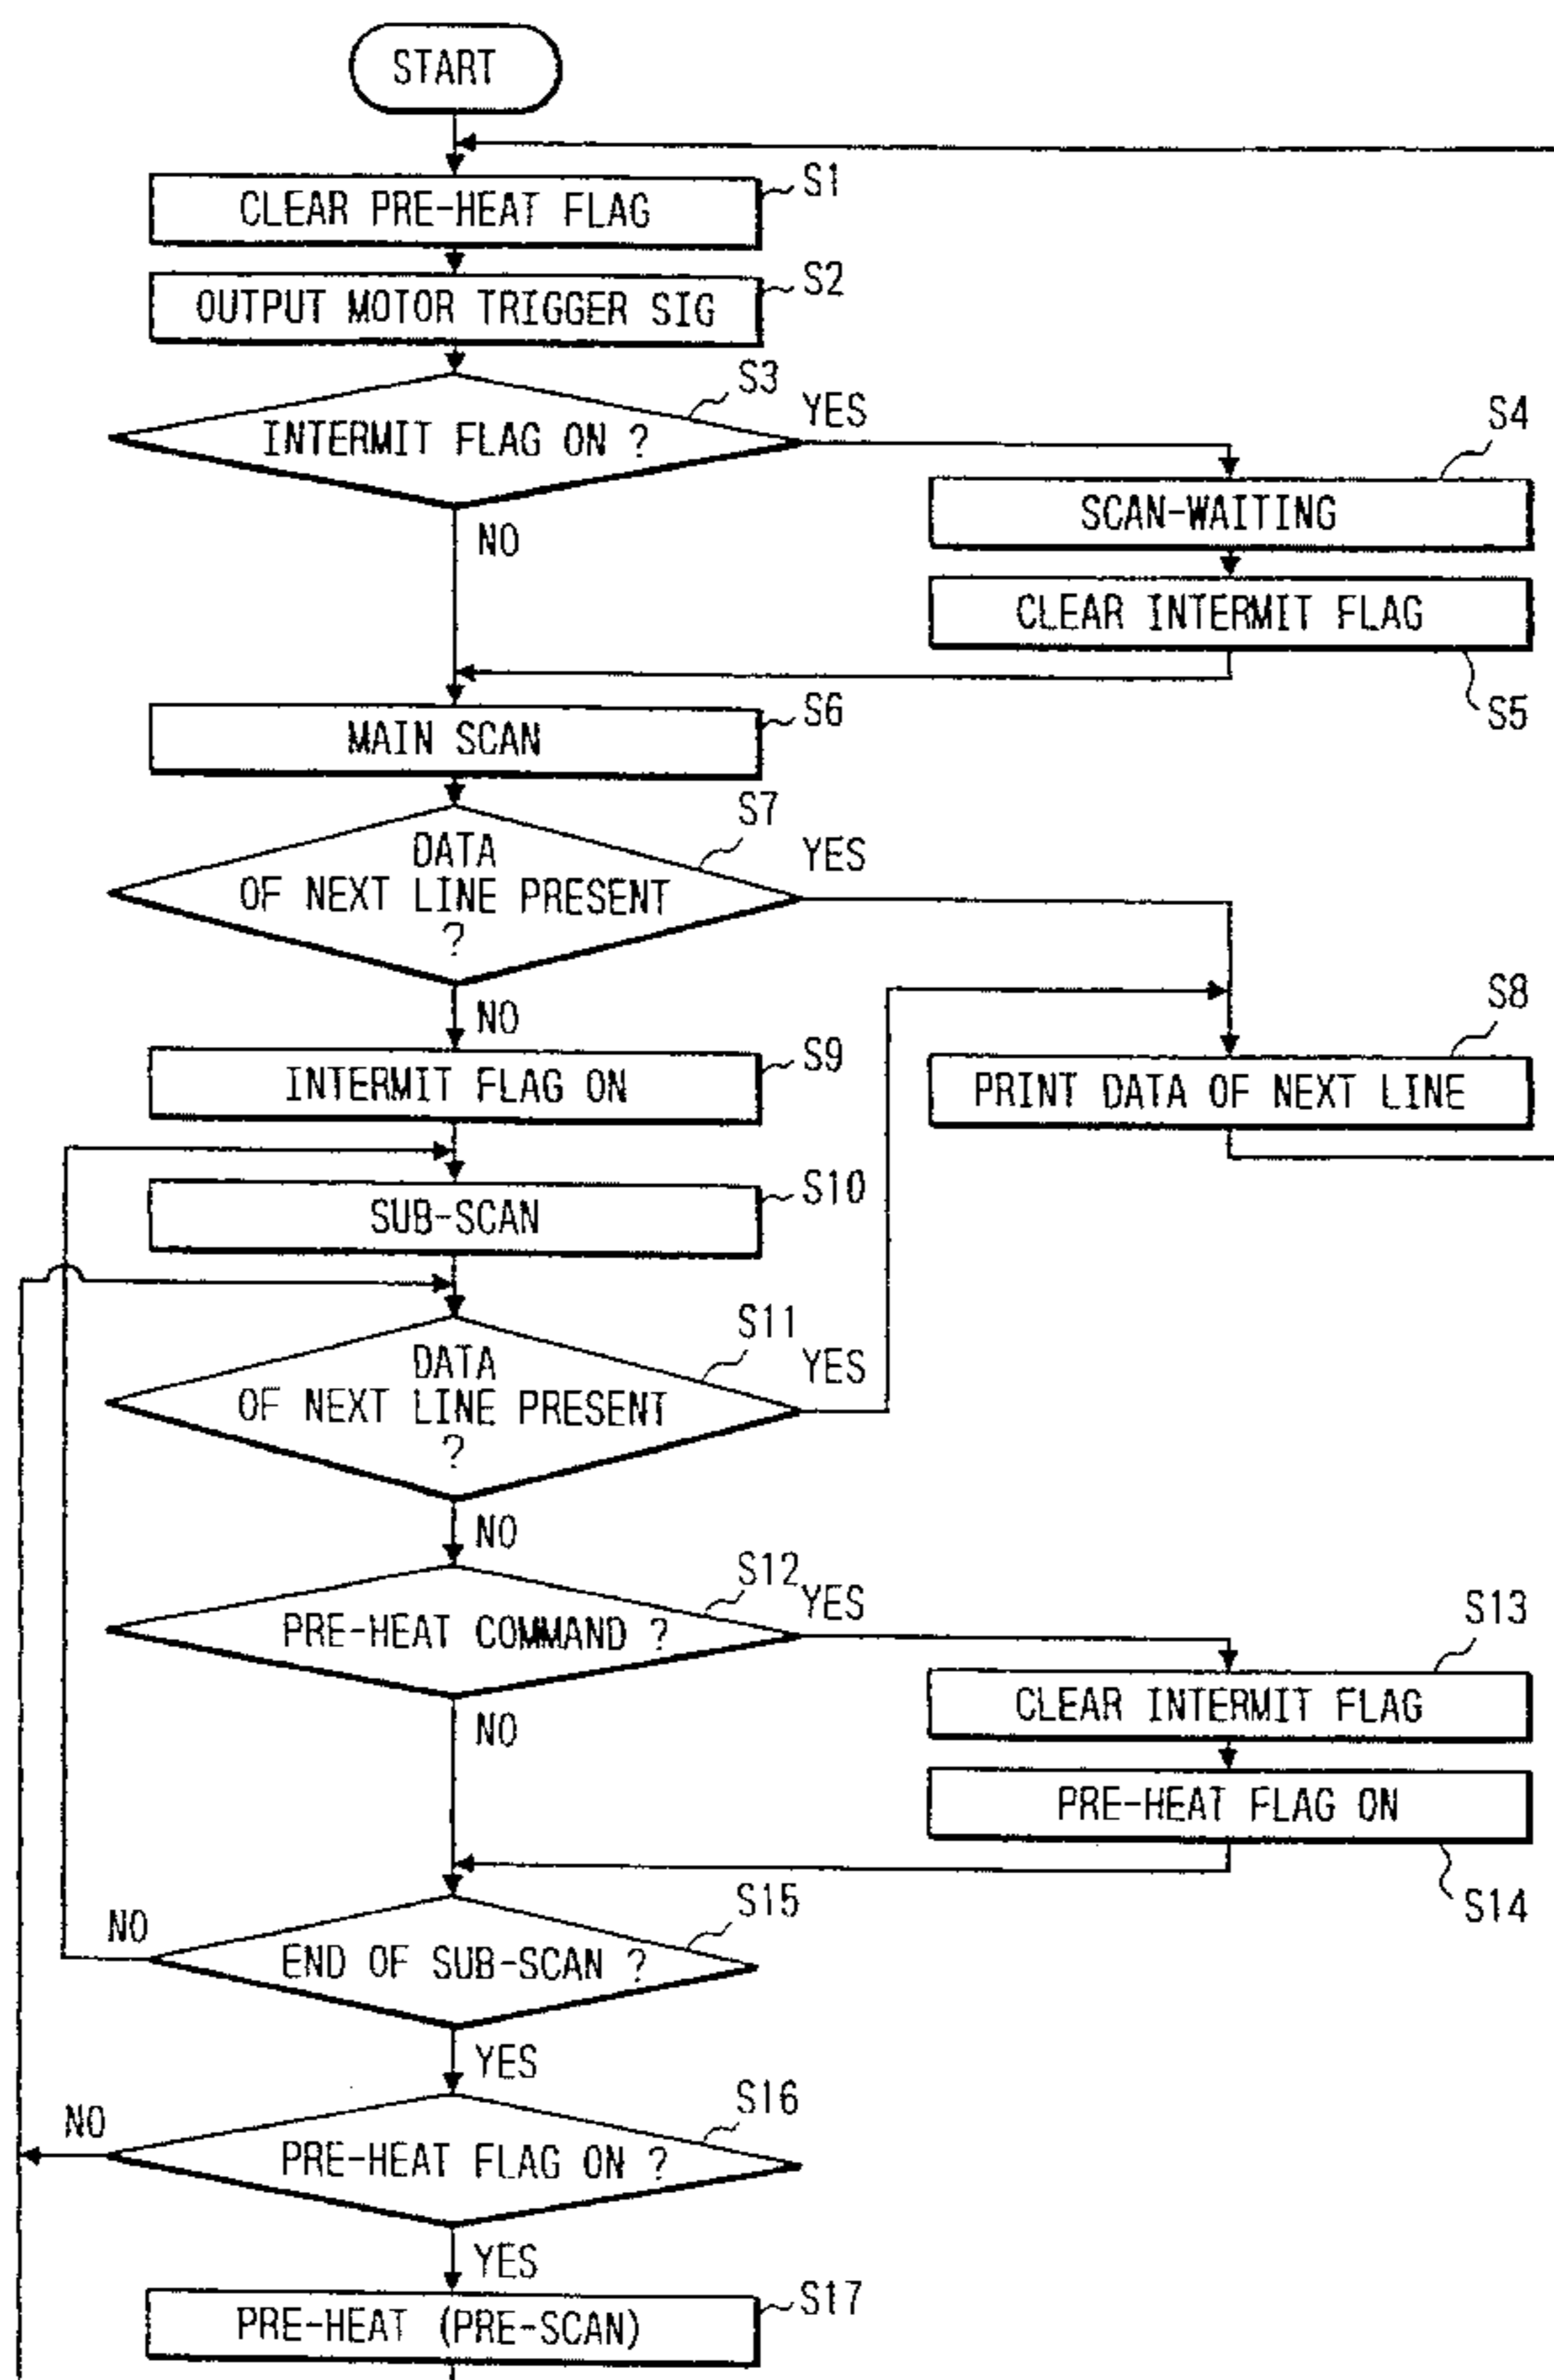 START
CLEAR PRE-HEAT FLAG
S1
OUTPUT MOTOR TRIGGER SIG
S2
INTERMIT FLAG ON ?
S3
YES
NO
SCAN-WAITING
S4
CLEAR INTERMIT FLAG
S5
MAIN SCAN
S6
DATA
OF NEXT LINE PRESENT
?
S7
YES
NO
PRINT DATA OF NEXT LINE
S8
INTERMIT FLAG ON
S9
SUB-SCAN
S10
DATA
OF NEXT LINE PRESENT
?
S11
YES
NO
PRE-HEAT COMMAND ?
S12
YES
NO
CLEAR INTERMIT FLAG
S13
PRE-HEAT FLAG ON
S14
END OF SUB-SCAN ?
S15
NO
YES
PRE-HEAT FLAG ON ?
S16
NO
YES
PRE-HEAT (PRE-SCAN)
S17